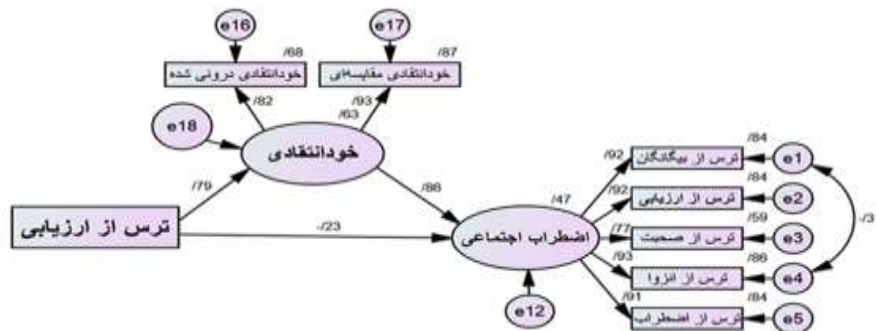 e16
e17
/68
/87
خودانتقادی درونی شده
خودانتقادی مقایسه‌ای
/82
/93
/63
e18
خودانتقادی
/84
/92
ترس از بیگانگان
e1
/79
/86
/47
/84
/92
ترس از ارزیابی
e2
ترس از ارزیابی
-/23
اضطراب اجتماعی
/59
/77
ترس از صحبت
e3
-/3
/86
/93
ترس از انزوا
e4
/84
/91
ترس از اضطراب
e5
e12